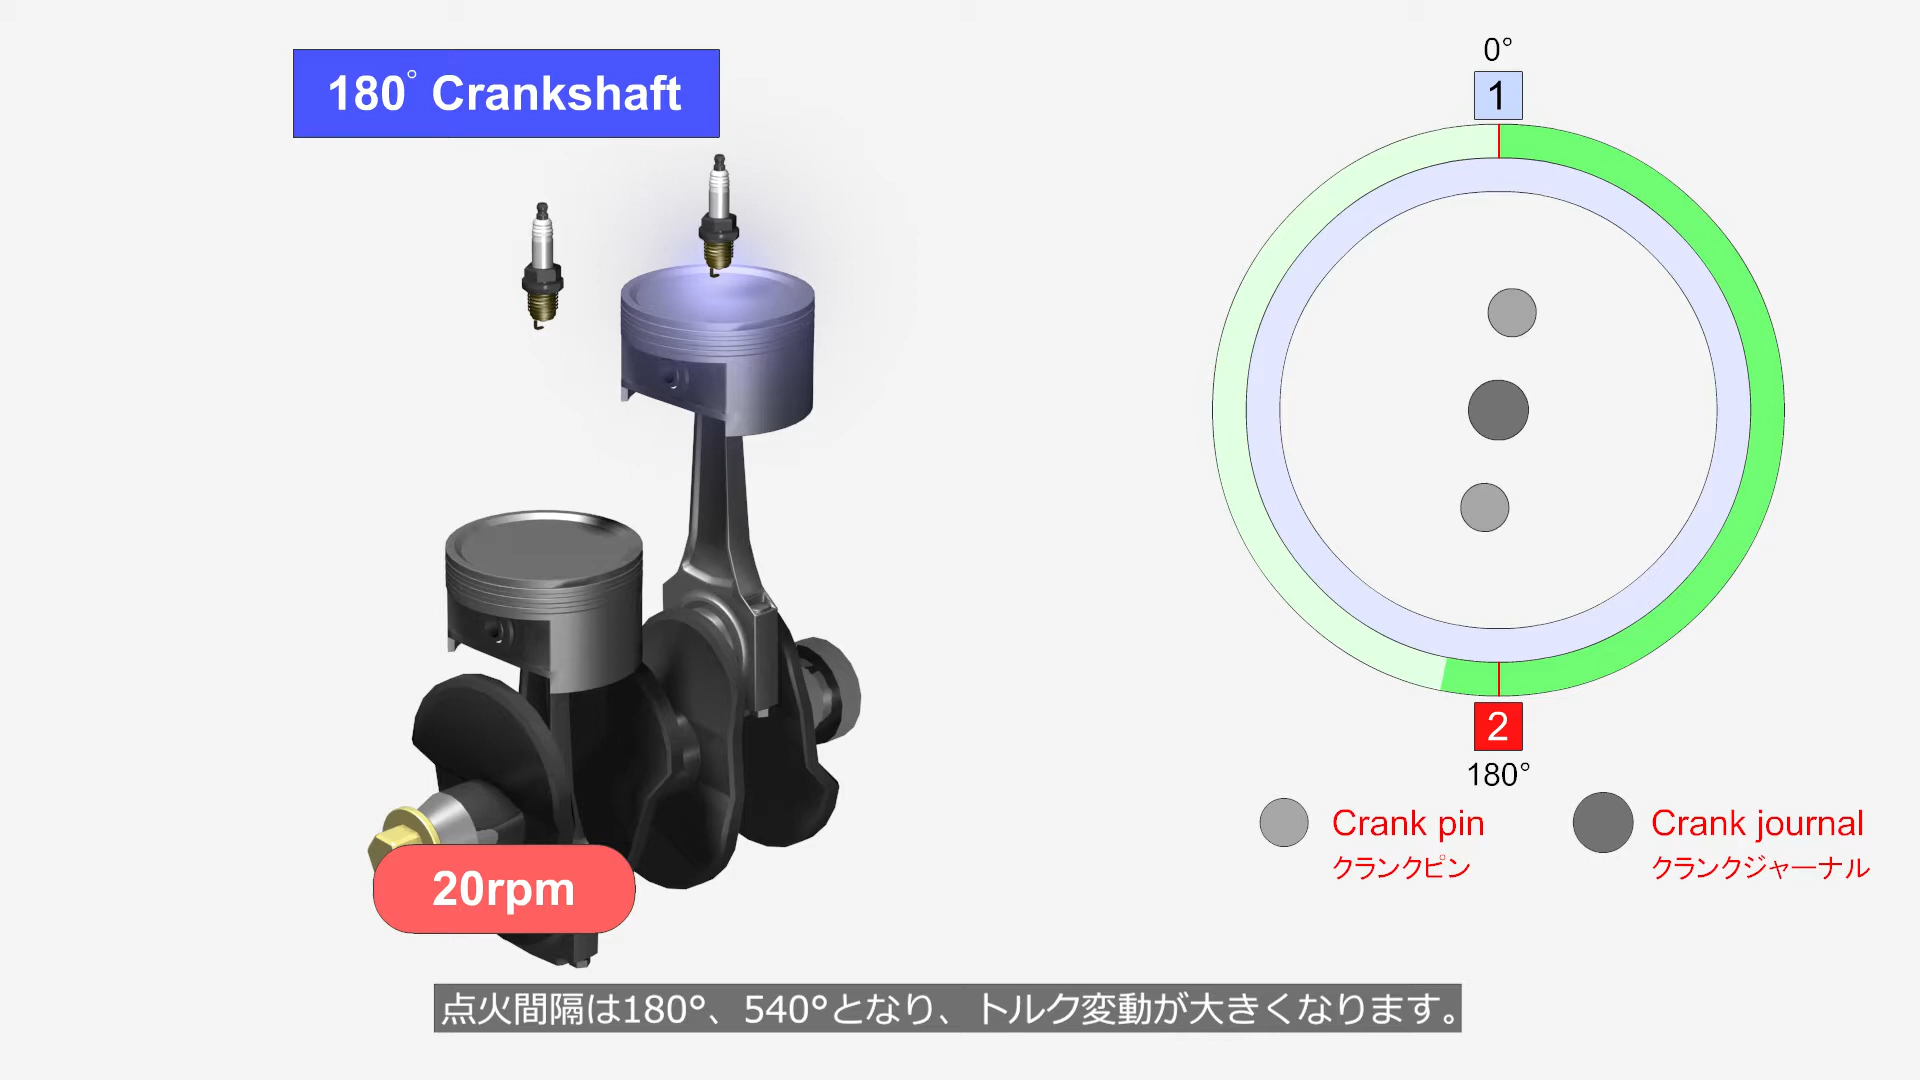 180° Crankshaft
0°
1
2
180°
Crank pin
クランクピン
Crank journal
クランクジャーナル
20rpm
点火間隔は180°、540°となり、トルク変動が大きくなります。